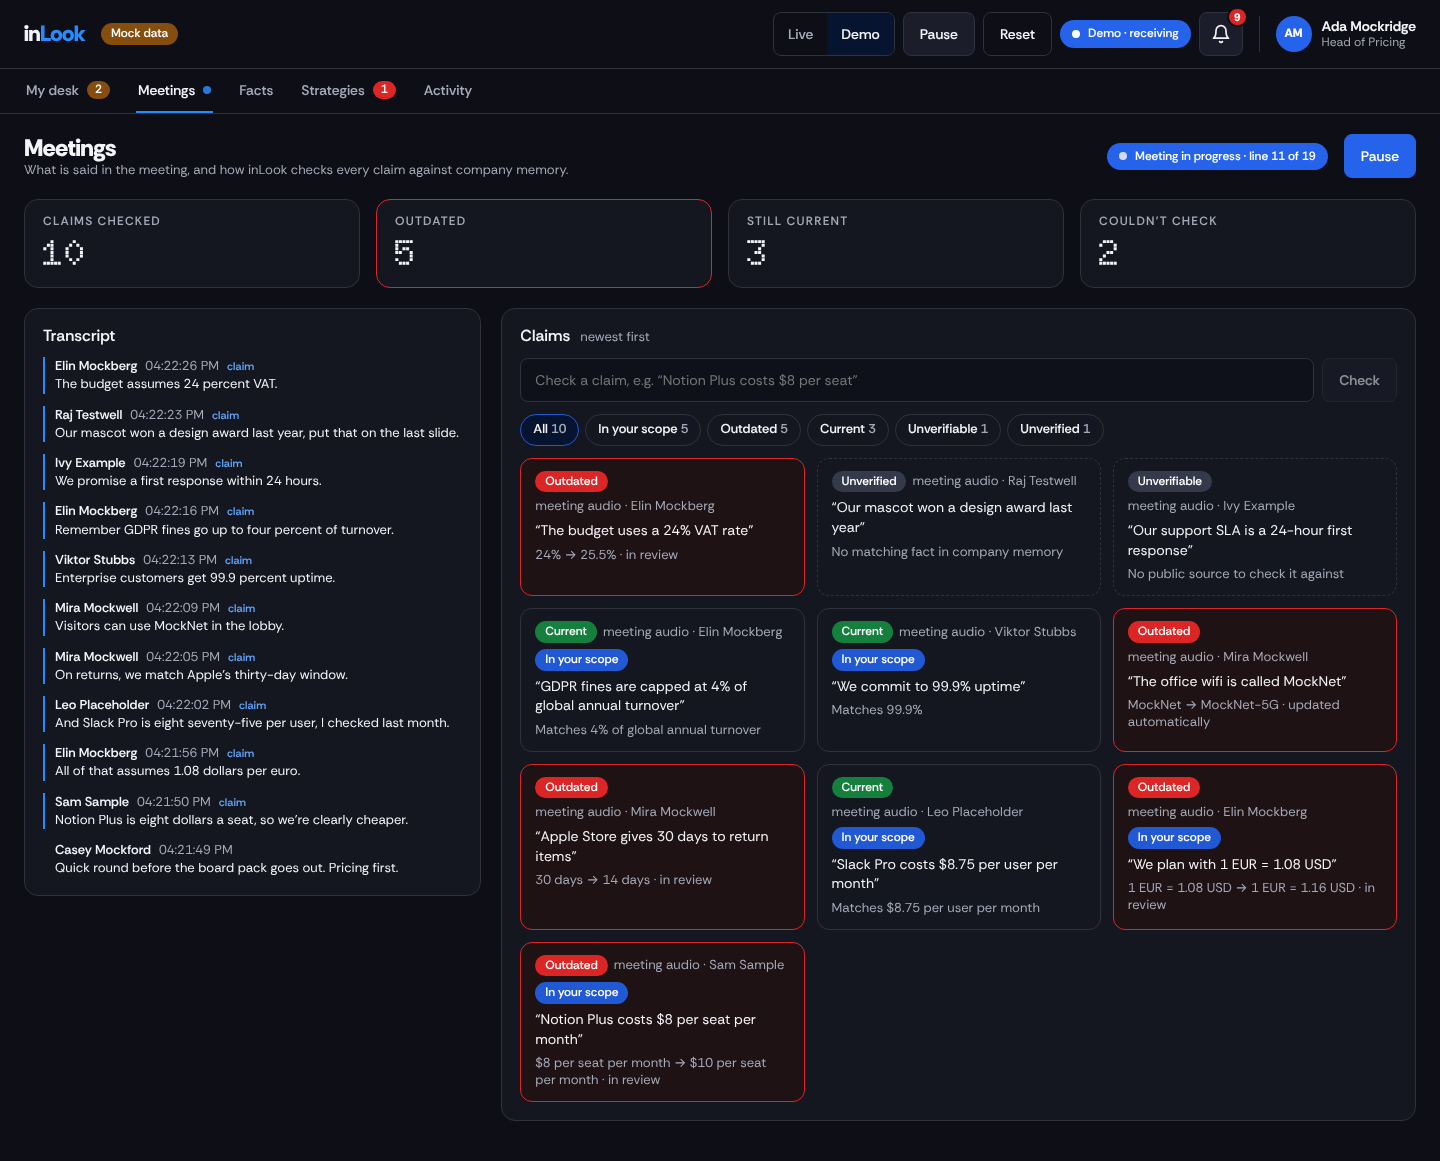 inLook
Mock data
Live
Demo
Pause
Reset
Demo · receiving
9
AM
Ada Mockridge
Head of Pricing
My desk 2
Meetings
Facts
Strategies 1
Activity
Meetings
What is said in the meeting, and how inLook checks every claim against company memory.
Meeting in progress · line 11 of 19
Pause
CLAIMS CHECKED
10
OUTDATED
5
STILL CURRENT
3
COULDN'T CHECK
2
Transcript
Elin Mockberg 04:22:26 PM claim
The budget assumes 24 percent VAT.
Raj Testwell 04:22:23 PM claim
Our mascot won a design award last year, put that on the last slide.
Ivy Example 04:22:19 PM claim
We promise a first response within 24 hours.
Elin Mockberg 04:22:16 PM claim
Remember GDPR fines go up to four percent of turnover.
Viktor Stubbs 04:22:13 PM claim
Enterprise customers get 99.9 percent uptime.
Mira Mockwell 04:22:09 PM claim
Visitors can use MockNet in the lobby.
Mira Mockwell 04:22:05 PM claim
On returns, we match Apple's thirty-day window.
Leo Placeholder 04:22:02 PM claim
And Slack Pro is eight seventy-five per user, I checked last month.
Elin Mockberg 04:21:56 PM claim
All of that assumes 1.08 dollars per euro.
Sam Sample 04:21:50 PM claim
Notion Plus is eight dollars a seat, so we're clearly cheaper.
Casey Mockford 04:21:49 PM
Quick round before the board pack goes out. Pricing first.
Claims newest first
Check a claim, e.g. “Notion Plus costs $8 per seat”
Check
All 10
In your scope 5
Outdated 5
Current 3
Unverifiable 1
Unverified 1
Outdated
meeting audio · Elin Mockberg
“The budget uses a 24% VAT rate”
24% → 25.5% · in review
Unverified meeting audio · Raj Testwell
“Our mascot won a design award last
year”
No matching fact in company memory
Unverifiable
meeting audio · Ivy Example
“Our support SLA is a 24-hour first
response”
No public source to check it against
Current meeting audio · Elin Mockberg
In your scope
“GDPR fines are capped at 4% of
global annual turnover”
Matches 4% of global annual turnover
Current meeting audio · Viktor Stubbs
In your scope
“We commit to 99.9% uptime”
Matches 99.9%
Outdated
meeting audio · Mira Mockwell
“The office wifi is called MockNet”
MockNet → MockNet-5G · updated
automatically
Outdated
meeting audio · Mira Mockwell
“Apple Store gives 30 days to return
items”
30 days → 14 days · in review
Current
meeting audio · Leo Placeholder
In your scope
“Slack Pro costs $8.75 per user per
month”
Matches $8.75 per user per month
Outdated
meeting audio · Elin Mockberg
In your scope
“We plan with 1 EUR = 1.08 USD”
1 EUR = 1.08 USD → 1 EUR = 1.16 USD · in
review
Outdated meeting audio · Sam Sample
In your scope
“Notion Plus costs $8 per seat per
month”
$8 per seat per month → $10 per seat
per month · in review